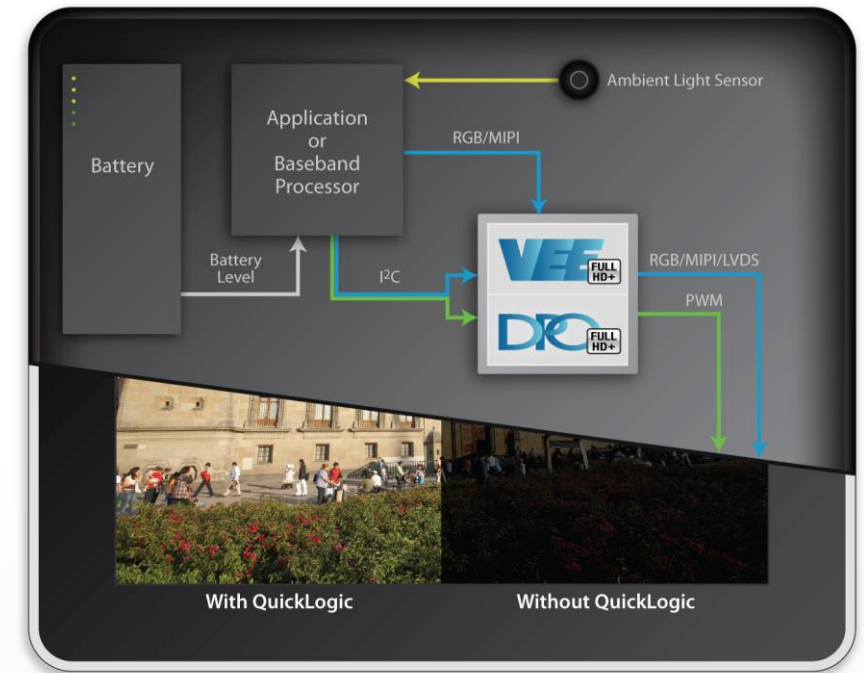 Ambient Light Sensor
Application
or
Baseband
Processor
Battery
RGB/MIPI
Battery
Level
I²C
VEE
FULL
HD+
RGB/MIPI/LVDS
DPO
FULL
HD+
PWM
With QuickLogic
Without QuickLogic